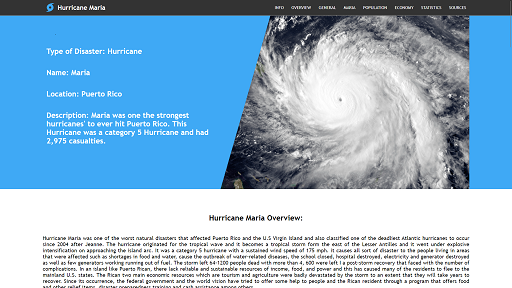 Hurricane Maria
INFO OVERVIEW GENERAL MARIA POPULATION ECONOMY STATISTICS SOURCES
Type of Disaster: Hurricane
Name: Maria
Location: Puerto Rico
Description: Maria was one the strongest
hurricanes' to ever hit Puerto Rico. This
Hurricane was a category 5 Hurricane and had
2,975 casualties.
Hurricane Maria Overview:
Hurricane Maria was one of the worst natural disasters that affected Puerto Rico and the U.S Virgin Island and also classified one of the deadliest Atlantic hurricanes to occur
since 2004 after Jeanne. The hurricane originated for the tropical wave and it becomes a tropical storm form the east of the Lesser Antilles and it went under explosive
intensification on approaching the island arc. It was a category 5 hurricane with a sustained wind speed of 175 mph. It causes all sort of disaster to the people living in areas
that were affected such as shortages in food and water, cause the outbreak of water-related diseases, the school closed, hospital destroyed, electricity and generator destroyed
as well as few generators working running out of fuel. The storm left 64-1200 people dead with more than 4, 600 were left I a post storm recovery that faced with the number of
complications. In an island like Puerto Rican, there lack reliable and sustainable resources of income, food, and power and this has caused many of the residents to flee to the
mainland U.S. states. The Rican two main economic resources which are tourism and agriculture were badly devastated by the storm to an extent that they will take years to
recover. Since its occurrence, the federal government and the world vision have tried to offer some help to people and the Rican resident through a program that offers food
and other relief items, disaster preparedness training and cash assistance among others.